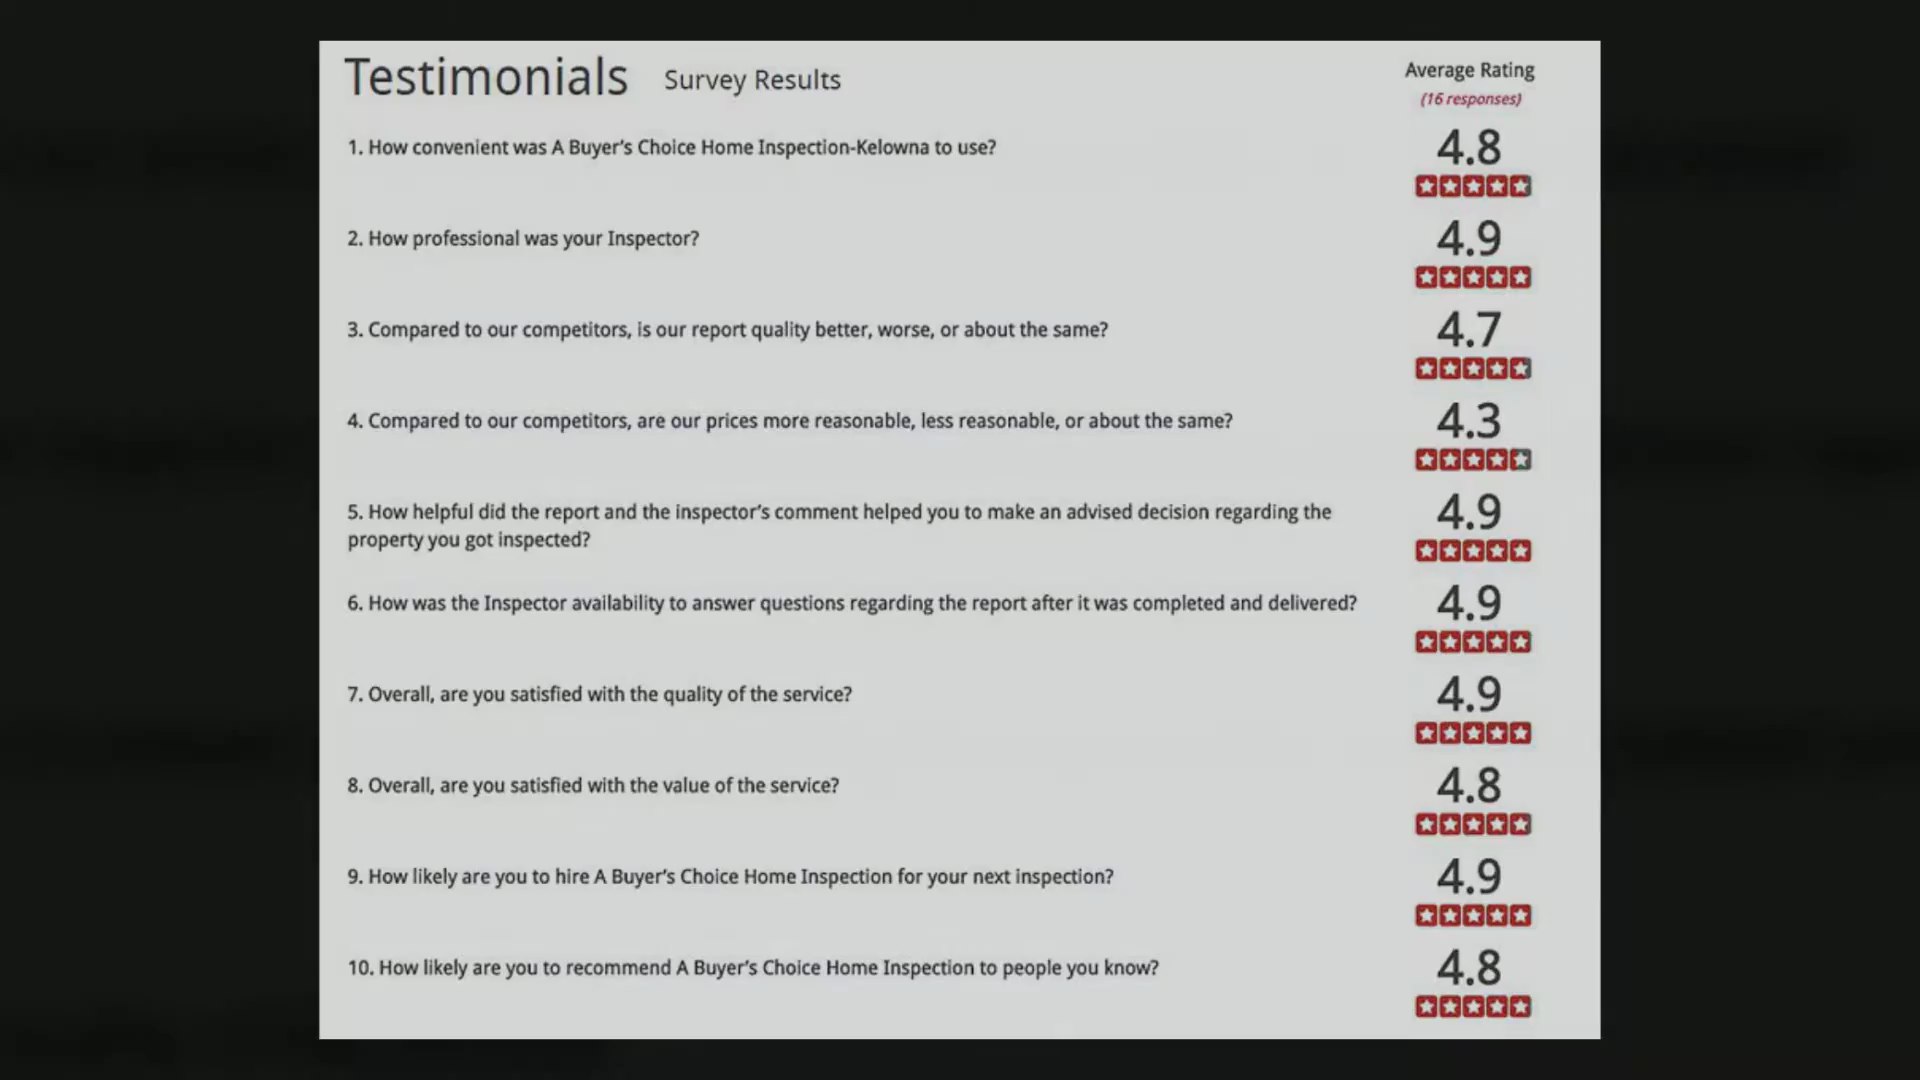 Testimonials Survey Results
Average Rating
(16 responses)
1. How convenient was A Buyer's Choice Home Inspection-Kelowna to use?
4.8
2. How professional was your Inspector?
4.9
3. Compared to our competitors, is our report quality better, worse, or about the same?
4.7
4. Compared to our competitors, are our prices more reasonable, less reasonable, or about the same?
4.3
5. How helpful did the report and the inspector's comment helped you to make an advised decision regarding the
property you got inspected?
4.9
6. How was the Inspector availability to answer questions regarding the report after it was completed and delivered?
4.9
7. Overall, are you satisfied with the quality of the service?
4.9
8. Overall, are you satisfied with the value of the service?
4.8
9. How likely are you to hire A Buyer's Choice Home Inspection for your next inspection?
4.9
10. How likely are you to recommend A Buyer's Choice Home Inspection to people you know?
4.8